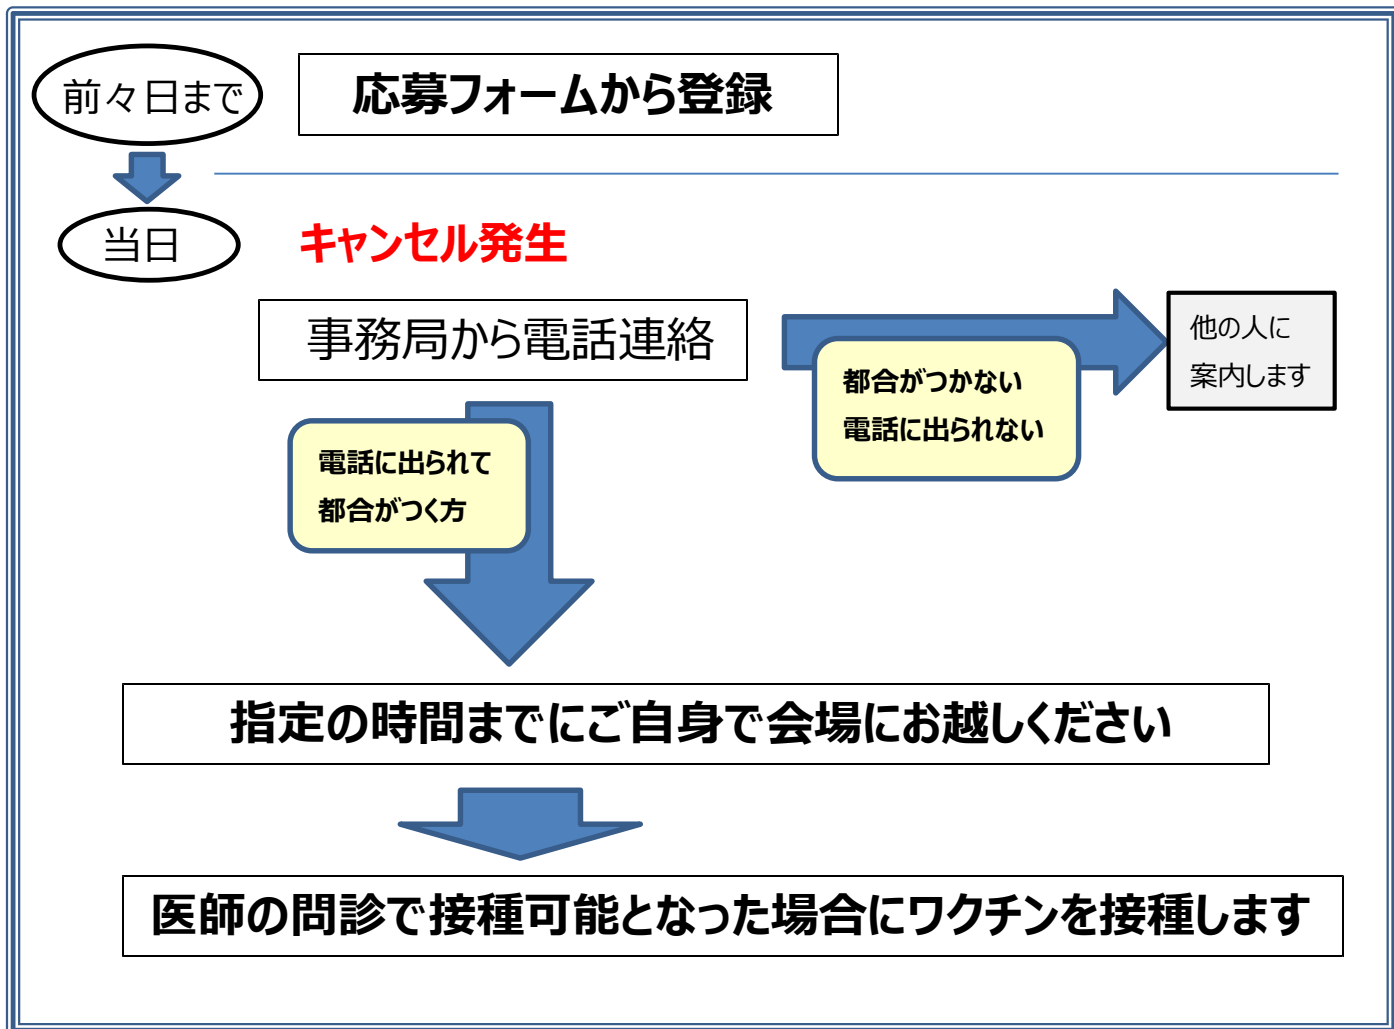 前々日まで
応募フォームから登録
当日
キャンセル発生
事務局から電話連絡
他の人に
案内します
都合がつかない
電話に出られない
電話に出られて
都合がつく方
指定の時間までにご自身で会場にお越しください
医師の問診で接種可能となった場合にワクチンを接種します